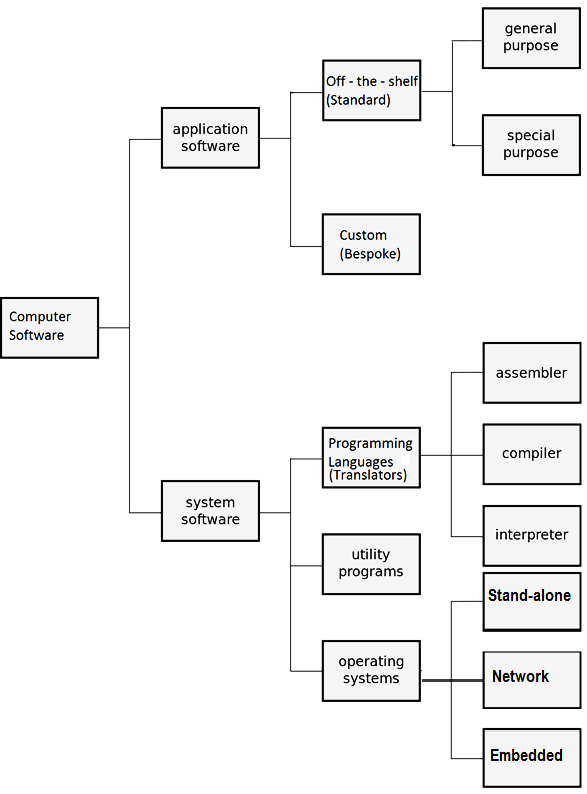 general
purpose
Off - the - shelf
(Standard)
application
software
special
purpose
Custom
(Bespoke)
Computer
Software
assembler
Programming
Languages
(Translators)
compiler
system
software
interpreter
utility
programs
Stand-alone
operating
systems
Network
Embedded